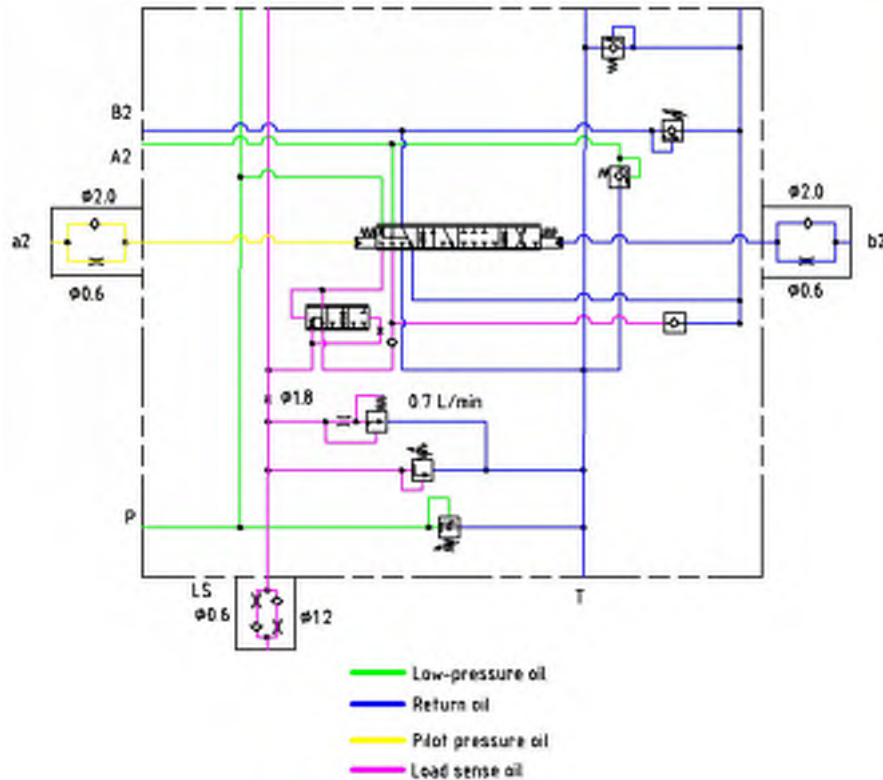 B2
A2
ϕ2.0
ϕ2.0
a2
ϕ0.6
ϕ0.6
ϕ1.8
0.7 L/min
P
LS
ϕ0.6
ϕ12
T
Low-pressure oil
Return oil
Pilot pressure oil
Load sense oil